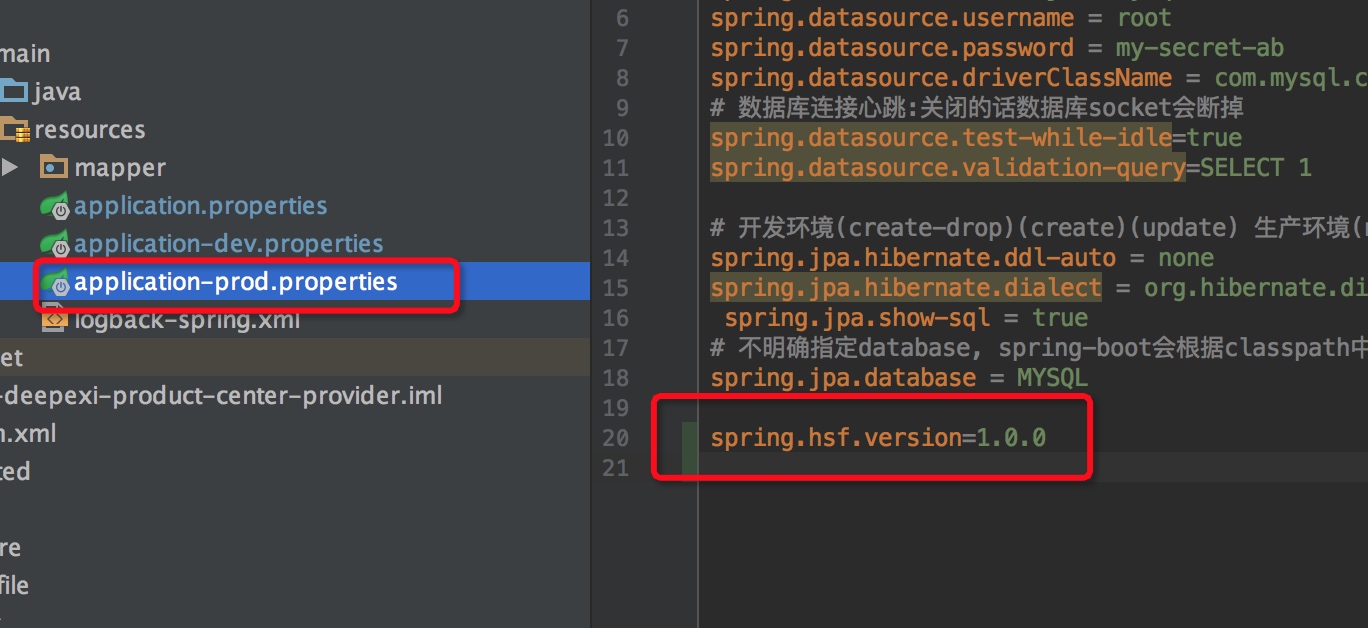 main
java
resources
mapper
application.properties
application-dev.properties
application-prod.properties
logback-spring.xml
et
-deepexi-product-center-provider.iml
.xml
ted
re
file
6 spring.datasource.username = root
7 spring.datasource.password = my-secret-ab
8 spring.datasource.driverClassName = com.mysql.c
9 # 数据库连接心跳:关闭的话数据库socket会断掉
10 spring.datasource.test-while-idle=true
11 spring.datasource.validation-query=SELECT 1
12
13 # 开发环境(create-drop)(create)(update) 生产环境(
14 spring.jpa.hibernate.ddl-auto = none
15 spring.jpa.hibernate.dialect = org.hibernate.di
16 spring.jpa.show-sql = true
17 # 不明确指定database, spring-boot会根据classpath中
18 spring.jpa.database = MYSQL
19
20 spring.hsf.version=1.0.0
21